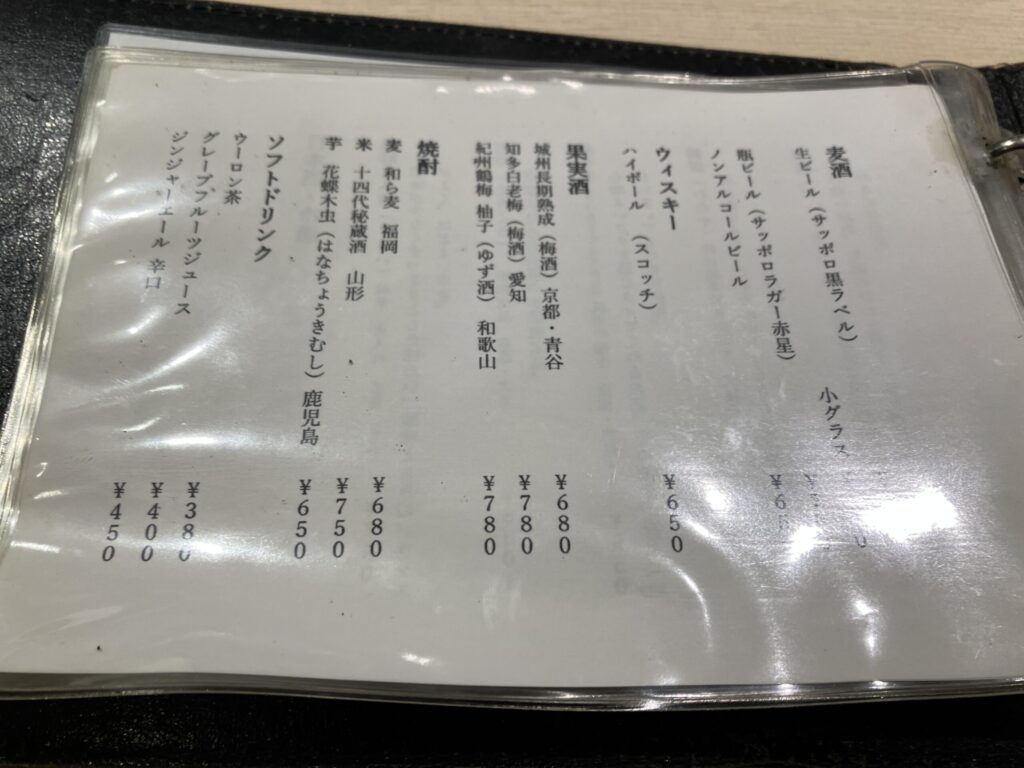 麦酒
生ビール（サッポロ黒ラベル） 小グラス
瓶ビール（サッポロラガー赤星）
ノンアルコールビール
ウィスキー
ハイボール （スコッチ） ¥650
果実酒
城州長期熟成（梅酒）京都・青谷 ¥680
知多白老梅（梅酒）愛知 ¥780
紀州鶴梅 柚子（ゆず酒） 和歌山 ¥780
焼酎
麦 和ら麦 福岡 ¥680
米 十四代秘蔵酒 山形 ¥750
芋 花蝶木虫（はなちょうきむし）鹿児島 ¥650
ソフトドリンク
ウーロン茶 ¥380
グレープフルーツジュース ¥400
ジンジャーエール 辛口 ¥450